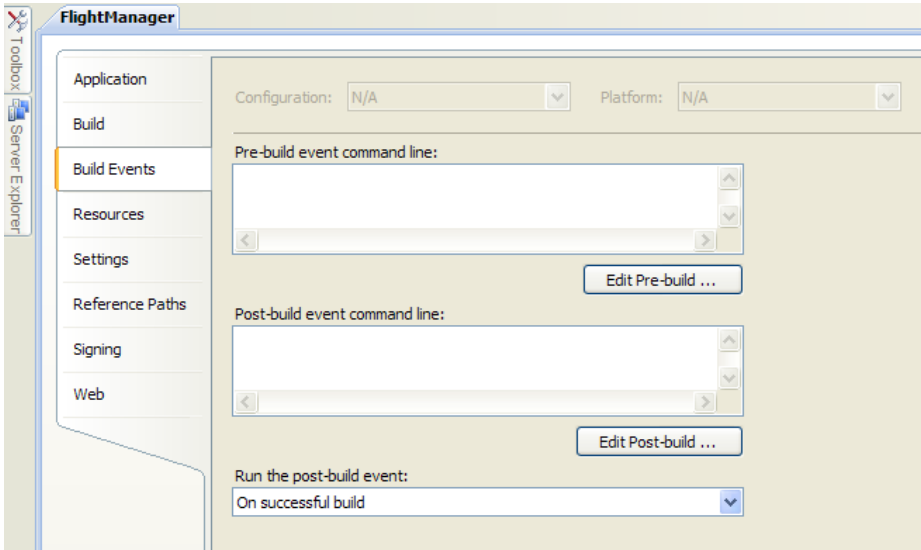 FlightManager
Toolbox
Server Explorer
Application
Build
Build Events
Resources
Settings
Reference Paths
Signing
Web
Configuration: N/A Platform: N/A
Pre-build event command line:
Edit Pre-build ...
Post-build event command line:
Edit Post-build ...
Run the post-build event:
On successful build